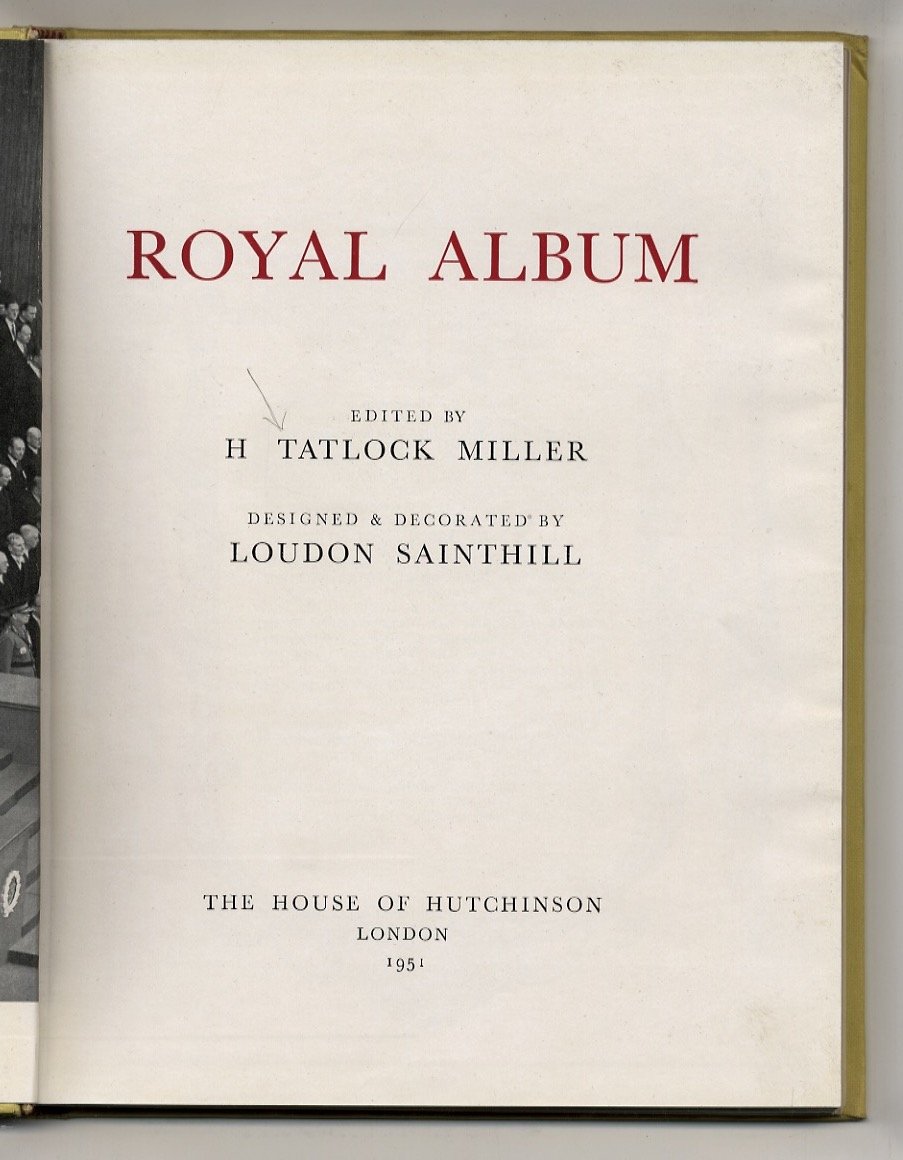 ROYAL ALBUM
EDITED BY
H TATLOCK MILLER
DESIGNED & DECORATED BY
LOUDON SAINTHILL
THE HOUSE OF HUTCHINSON
LONDON
1951